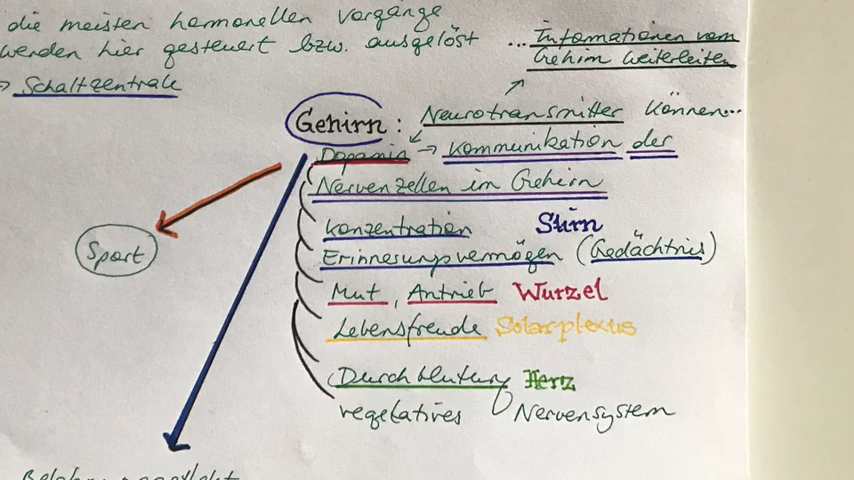 die meisten hormonellen Vorgänge
werden hier gesteuert bzw. ausgelöst
... Informationen vom
Gehirn weiterleiten
→ Schaltzentrale
Gehirn : Neurotransmitter können...
Dopamin → Kommunikation der
Nervenzellen im Gehirn
Konzentration Stirn
Erinnerungsvermögen (Gedächtnis)
Sport
Mut, Antrieb Wurzel
Lebensfreude Solarplexus
Durchblutung Herz
vegetatives Nervensystem